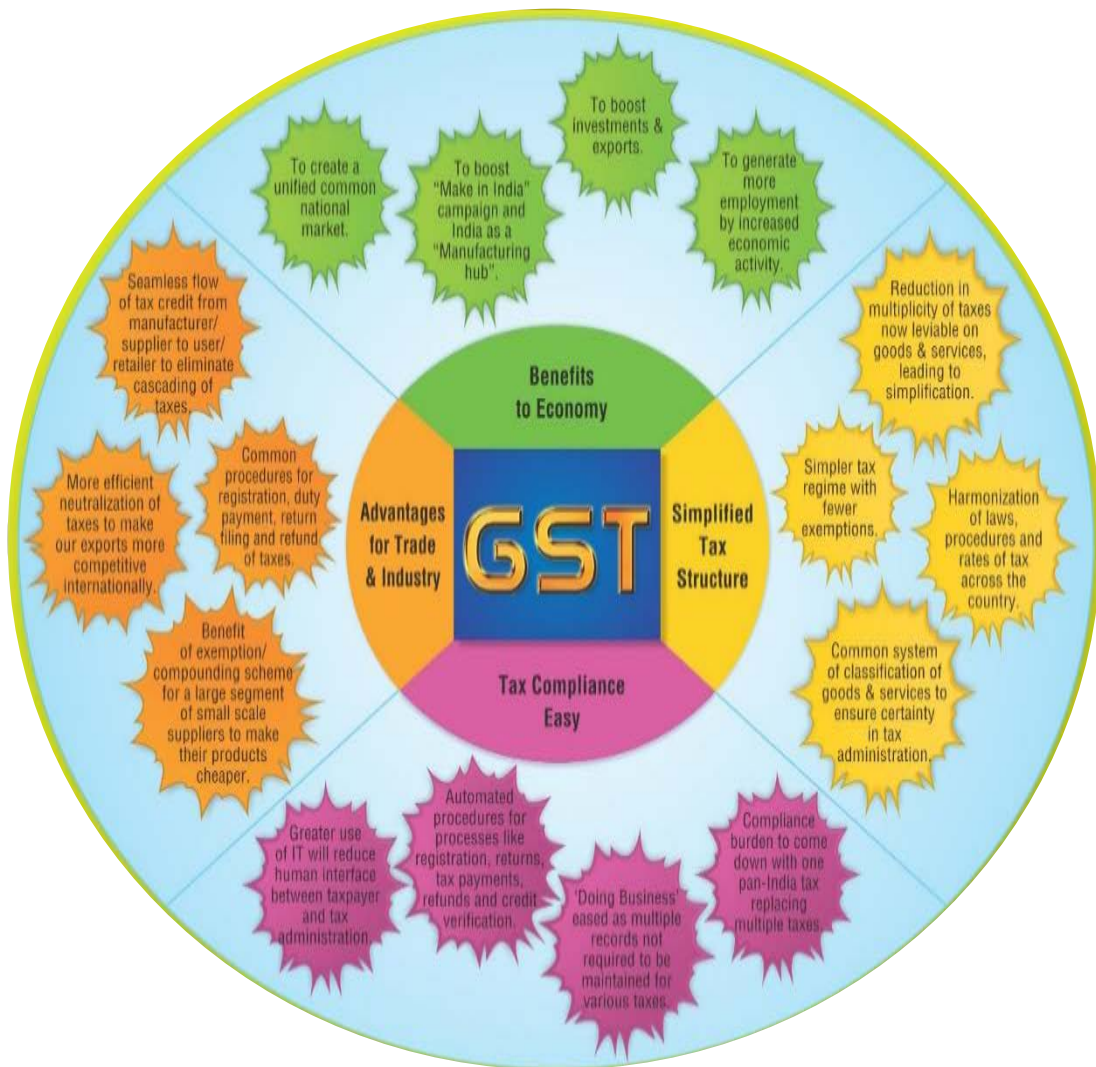 To create a
unified common
national
market.
To boost
"Make in India"
campaign and
India as a
"Manufacturing
hub".
To boost
investments &
exports.
To generate
more
employment
by increased
economic
activity.
Seamless flow
of tax credit from
manufacturer/
supplier to user/
retailer to eliminate
cascading of
taxes.
More efficient
neutralization of
taxes to make
our exports more
competitive
internationally.
Common
procedures for
registration, duty
payment, return
filing and refund
of taxes.
Benefit
of exemption/
compounding scheme
for a large segment
of small scale
suppliers to make
their products
cheaper.
Benefits
to Economy
Advantages
for Trade
& Industry
GST
Simplified
Tax
Structure
Tax Compliance
Easy
Reduction in
multiplicity of taxes
now leviable on
goods & services,
leading to
simplification.
Simpler tax
regime with
fewer
exemptions.
Harmonization
of laws,
procedures and
rates of tax
across the
country.
Common system
of classification of
goods & services to
ensure certainty
in tax
administration.
Greater use
of IT will reduce
human interface
between taxpayer
and tax
administration.
Automated
procedures for
processes like
registration, returns,
tax payments,
refunds and credit
verification.
'Doing Business'
eased as multiple
records not
required to be
maintained for
various taxes.
Compliance
burden to come
down with one
pan-India tax
replacing
multiple taxes.